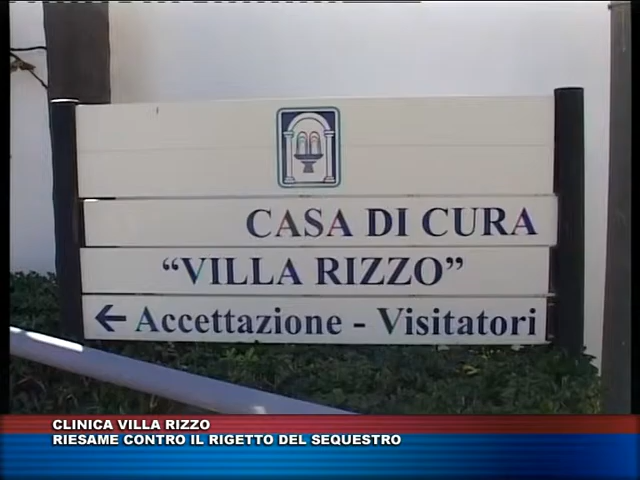 CASA DI CURA
“VILLA RIZZO”
← Accettazione - Visitatori
CLINICA VILLA RIZZO
RIESAME CONTRO IL RIGETTO DEL SEQUESTRO